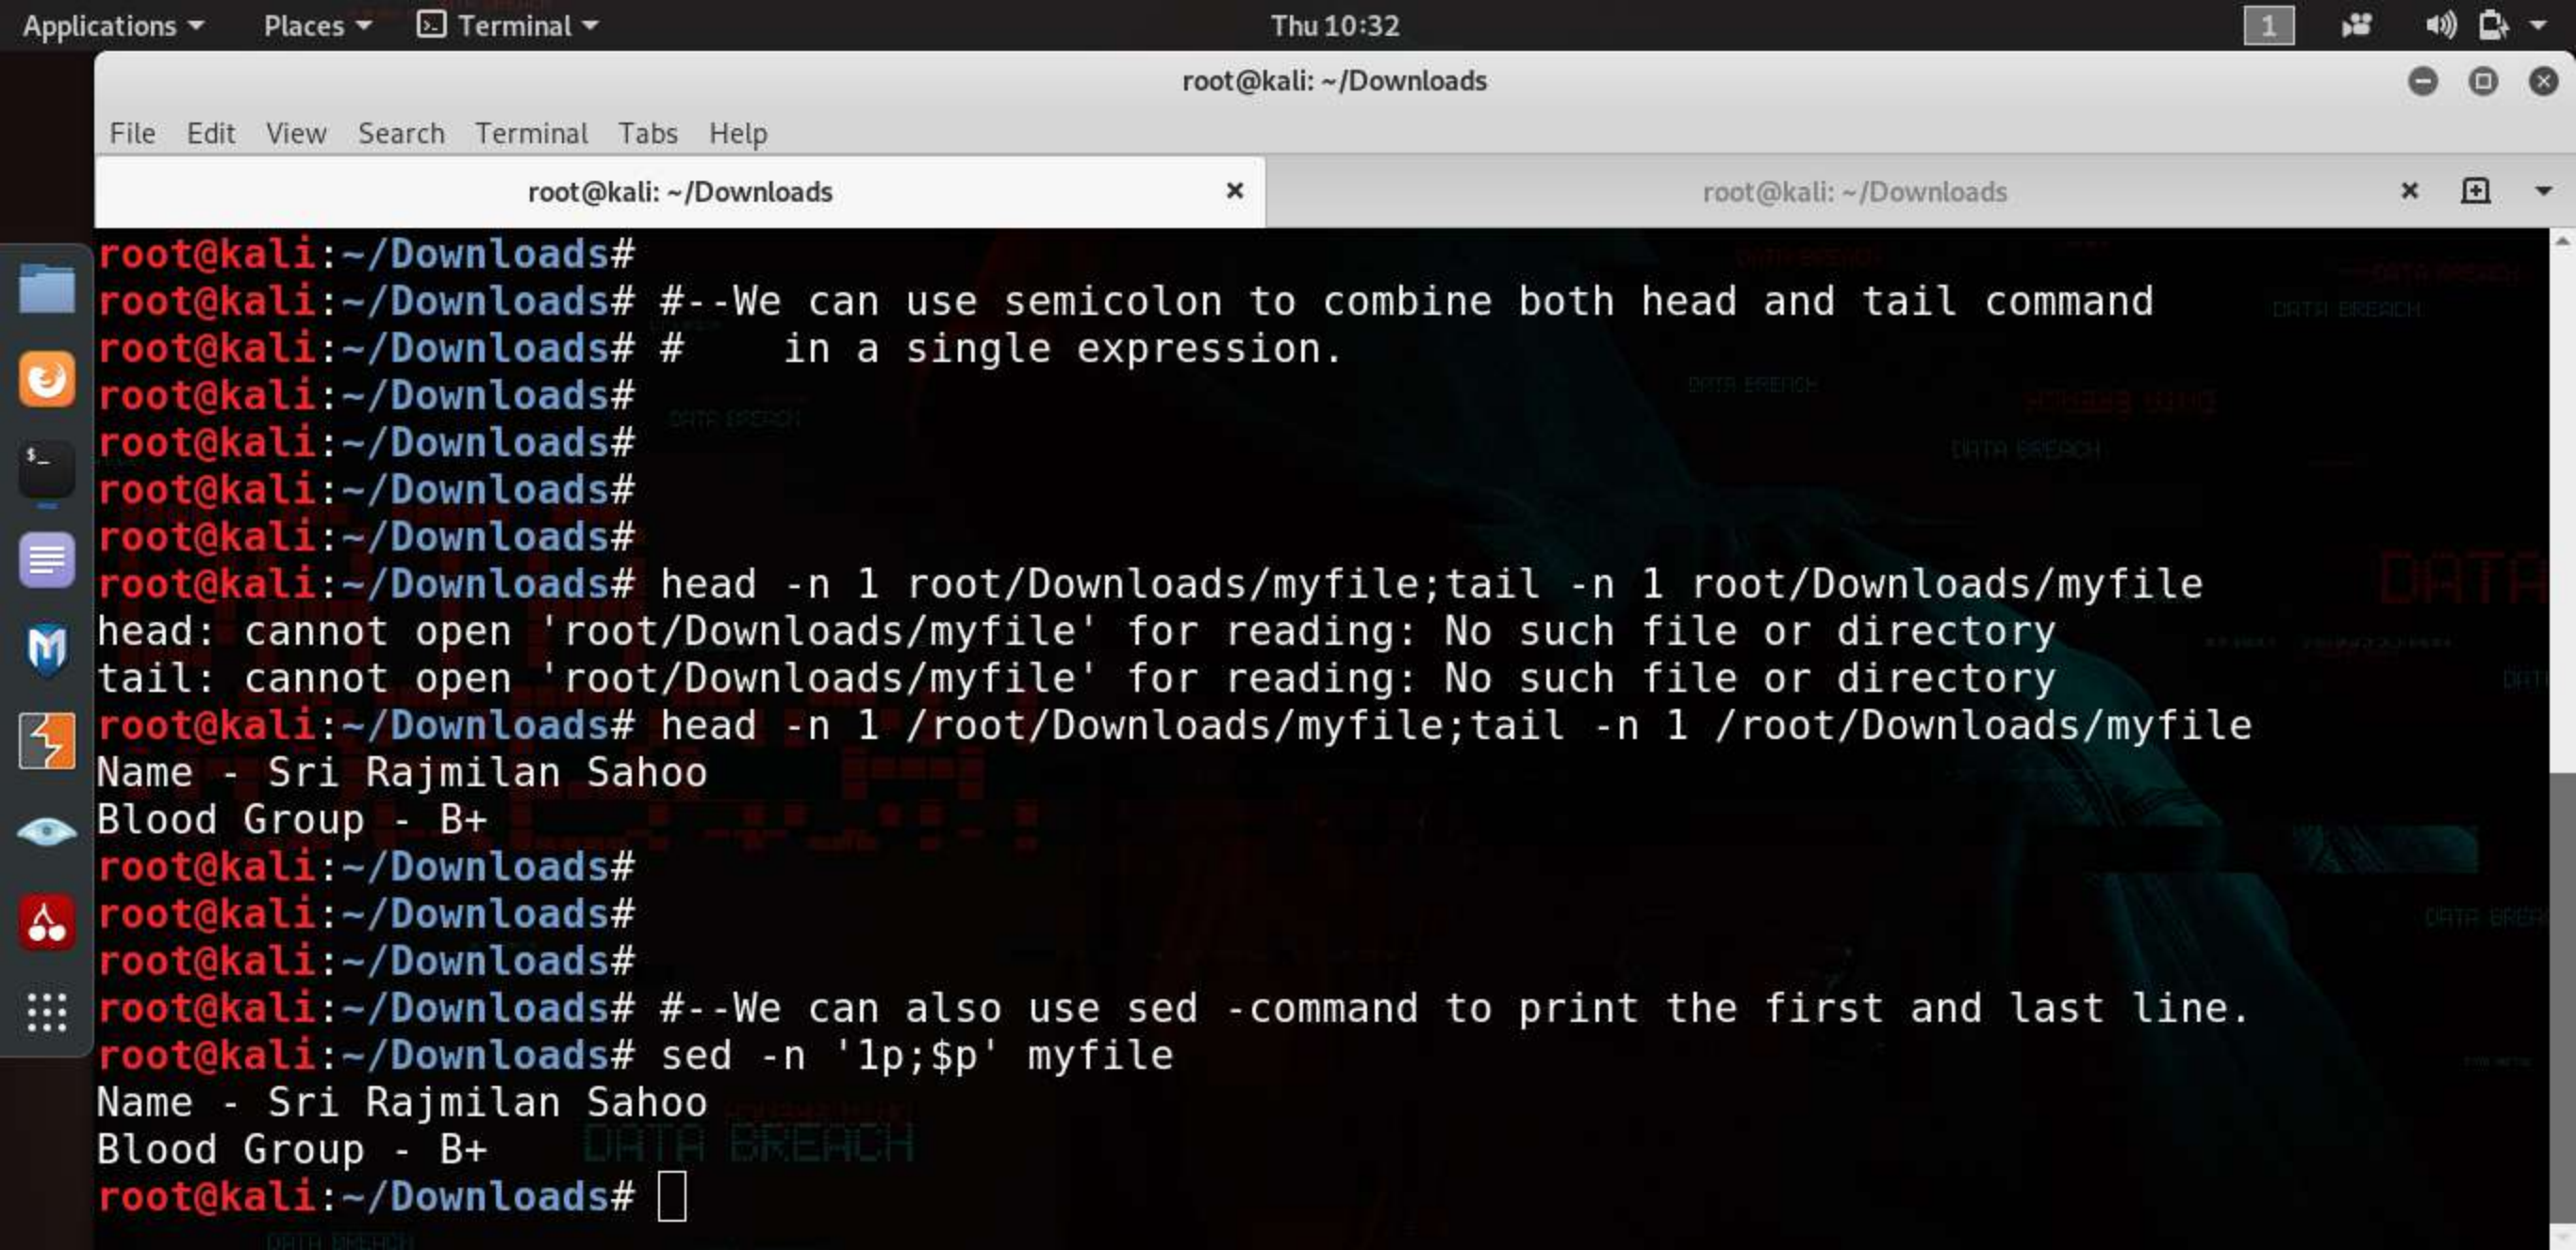 Applications Places Terminal Thu 10:32 1
root@kali: ~/Downloads
File Edit View Search Terminal Tabs Help
root@kali: ~/Downloads root@kali: ~/Downloads
root@kali:~/Downloads#
root@kali:~/Downloads# #--We can use semicolon to combine both head and tail command
root@kali:~/Downloads# #    in a single expression.
root@kali:~/Downloads#
root@kali:~/Downloads#
root@kali:~/Downloads#
root@kali:~/Downloads#
root@kali:~/Downloads# head -n 1 root/Downloads/myfile;tail -n 1 root/Downloads/myfile
head: cannot open 'root/Downloads/myfile' for reading: No such file or directory
tail: cannot open 'root/Downloads/myfile' for reading: No such file or directory
root@kali:~/Downloads# head -n 1 /root/Downloads/myfile;tail -n 1 /root/Downloads/myfile
Name - Sri Rajmilan Sahoo
Blood Group - B+
root@kali:~/Downloads#
root@kali:~/Downloads#
root@kali:~/Downloads#
root@kali:~/Downloads# #--We can also use sed -command to print the first and last line.
root@kali:~/Downloads# sed -n '1p;$p' myfile
Name - Sri Rajmilan Sahoo
Blood Group - B+
root@kali:~/Downloads#
DATA BREACH